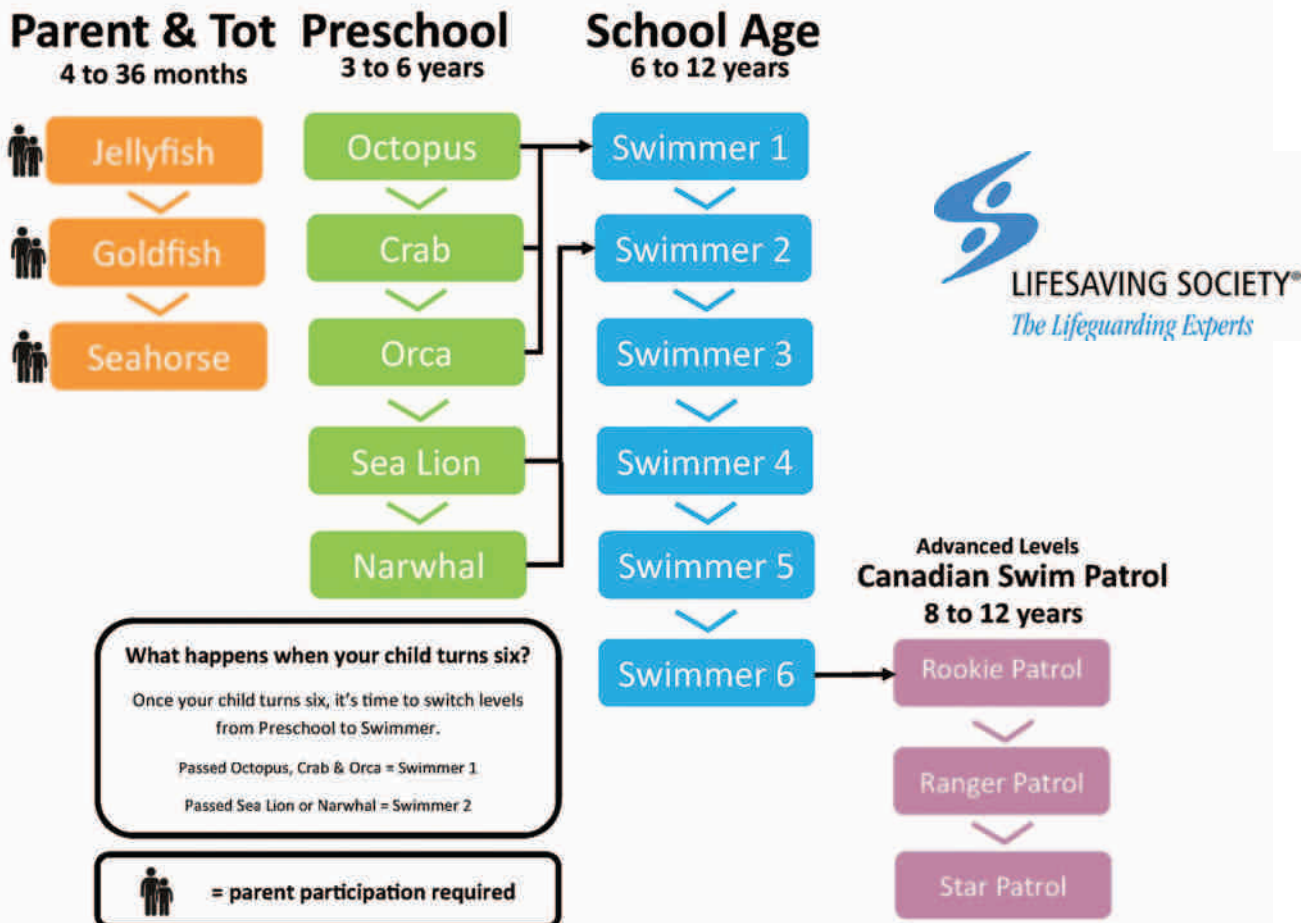 Parent & Tot
4 to 36 months
Jellyfish
Goldfish
Seahorse
Preschool
3 to 6 years
Octopus
Crab
Orca
Sea Lion
Narwhal
School Age
6 to 12 years
Swimmer 1
Swimmer 2
Swimmer 3
Swimmer 4
Swimmer 5
Swimmer 6
LIFESAVING SOCIETY®
The Lifeguarding Experts
Advanced Levels
Canadian Swim Patrol
8 to 12 years
Rookie Patrol
Ranger Patrol
Star Patrol
What happens when your child turns six?
Once your child turns six, it's time to switch levels
from Preschool to Swimmer.
Passed Octopus, Crab & Orca = Swimmer 1
Passed Sea Lion or Narwhal = Swimmer 2
= parent participation required